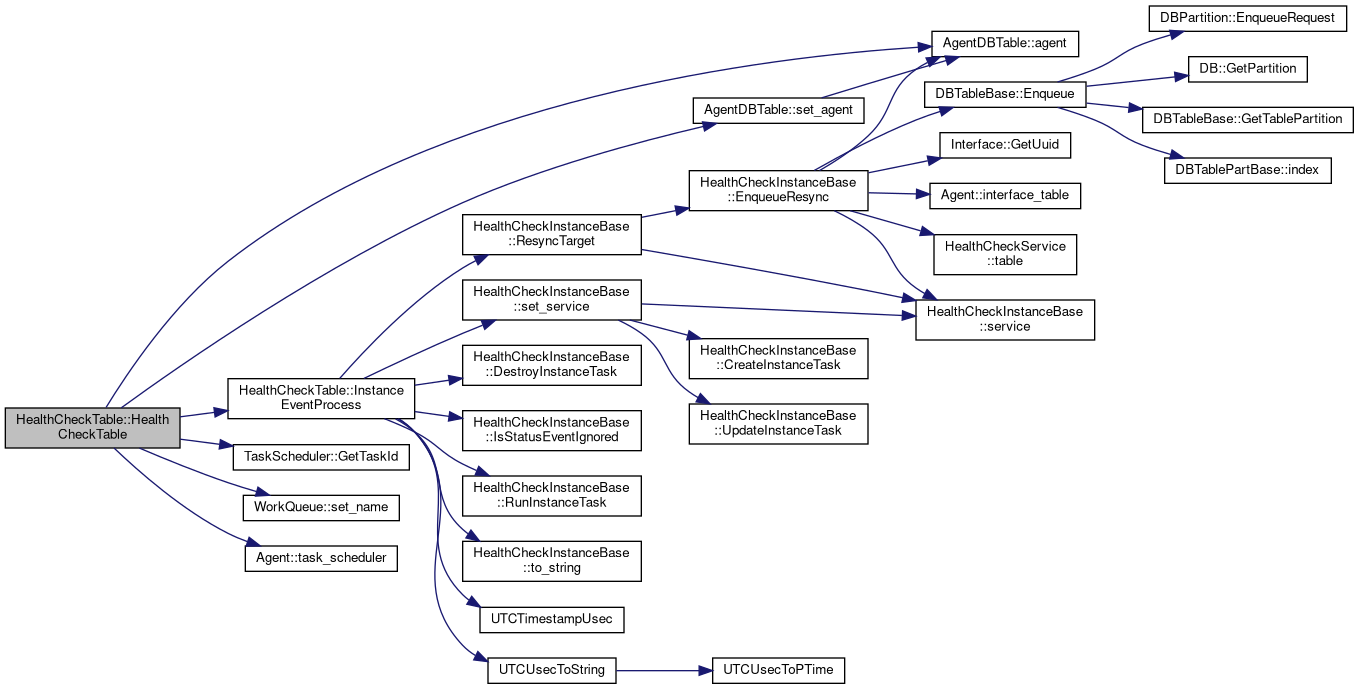 HealthCheckTable::Health
CheckTable
AgentDBTable::agent
AgentDBTable::set_agent
HealthCheckTable::Instance
EventProcess
TaskScheduler::GetTaskId
WorkQueue::set_name
Agent::task_scheduler
HealthCheckInstanceBase
::ResyncTarget
HealthCheckInstanceBase
::set_service
HealthCheckInstanceBase
::DestroyInstanceTask
HealthCheckInstanceBase
::IsStatusEventIgnored
HealthCheckInstanceBase
::RunInstanceTask
HealthCheckInstanceBase
::to_string
UTCTimestampUsec
UTCUsecToString
HealthCheckInstanceBase
::EnqueueResync
HealthCheckInstanceBase
::CreateInstanceTask
HealthCheckInstanceBase
::UpdateInstanceTask
UTCUsecToPTime
DBTableBase::Enqueue
Interface::GetUuid
Agent::interface_table
HealthCheckService
::table
HealthCheckInstanceBase
::service
DBPartition::EnqueueRequest
DB::GetPartition
DBTableBase::GetTablePartition
DBTablePartBase::index